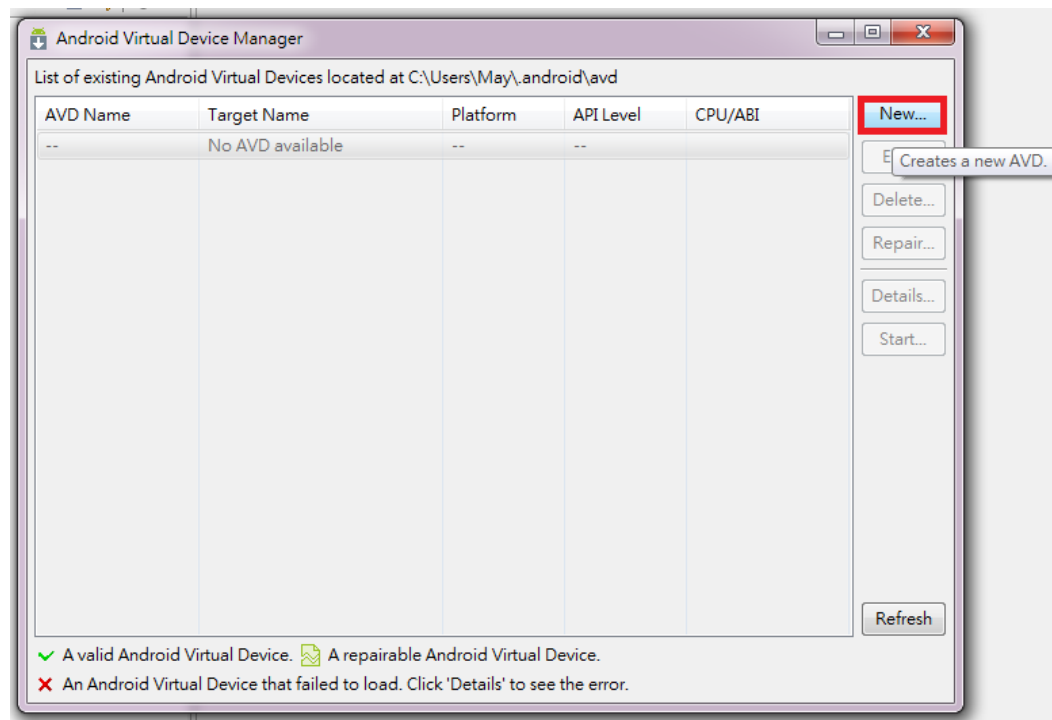 Android Virtual Device Manager
List of existing Android Virtual Devices located at C:\Users\May\.android\avd
AVD Name Target Name Platform API Level CPU/ABI New...
-- No AVD available -- --
Creates a new AVD.
Delete...
Repair...
Details...
Start...
Refresh
A valid Android Virtual Device. A repairable Android Virtual Device.
An Android Virtual Device that failed to load. Click 'Details' to see the error.